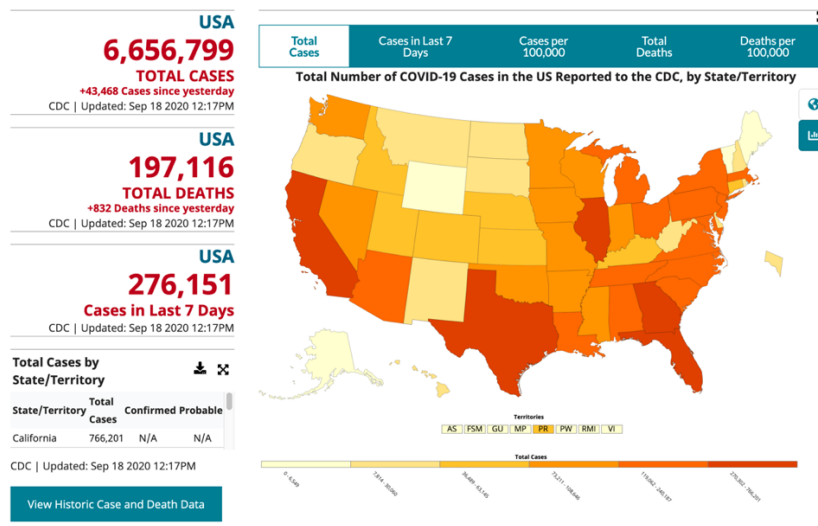 USA
6,656,799
TOTAL CASES
+43,468 Cases since yesterday
CDC | Updated: Sep 18 2020 12:17PM
USA
197,116
TOTAL DEATHS
+832 Deaths since yesterday
CDC | Updated: Sep 18 2020 12:17PM
USA
276,151
Cases in Last 7 Days
CDC | Updated: Sep 18 2020 12:17PM
Total Cases by
State/Territory
State/Territory Total Cases Confirmed Probable
California 766,201 N/A N/A
CDC | Updated: Sep 18 2020 12:17PM
View Historic Case and Death Data
Total Cases
Cases in Last 7 Days
Cases per 100,000
Total Deaths
Deaths per 100,000
Total Number of COVID-19 Cases in the US Reported to the CDC, by State/Territory
Territories
AS FSM GU MP PR PW RMI VI
Total Cases